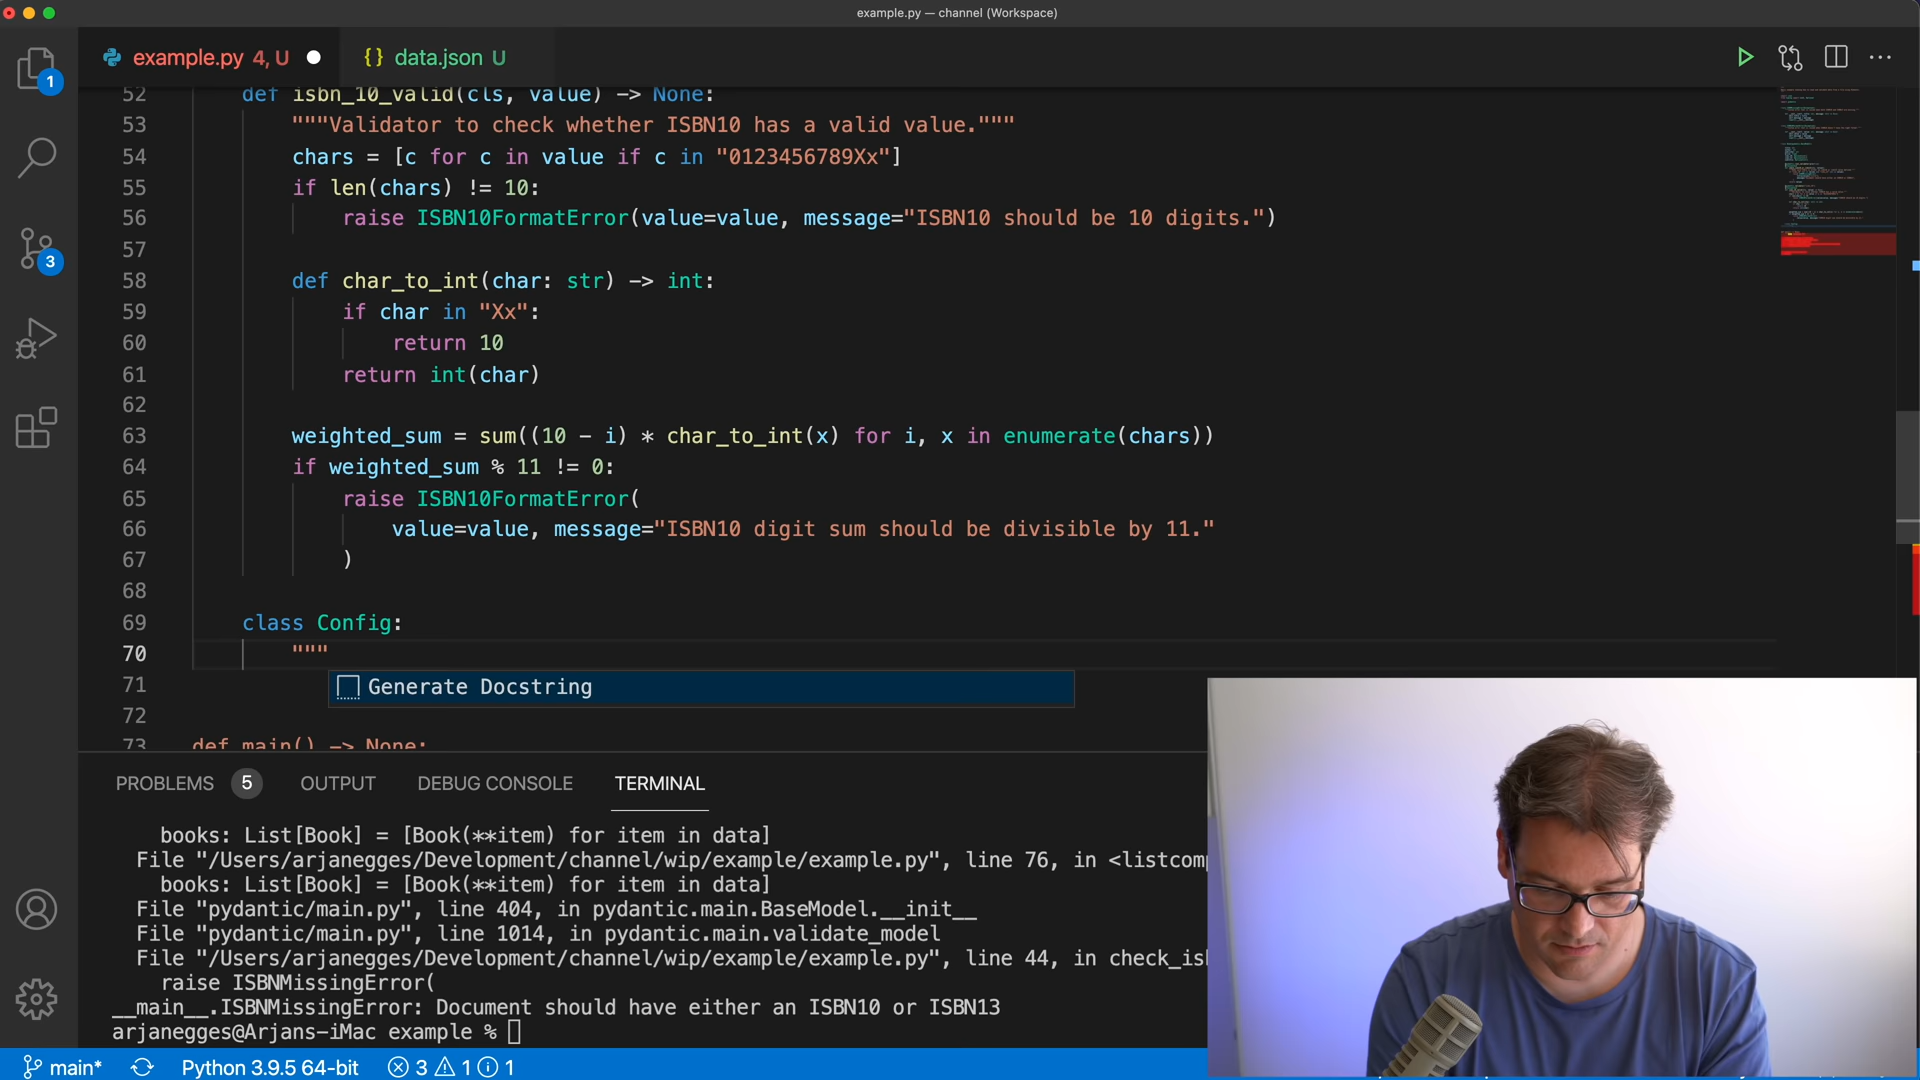 example.py — channel (Workspace)
example.py 4, U
data.json U
1
3
52 def isbn_10_valid(cls, value) -> None:
53 """Validator to check whether ISBN10 has a valid value."""
54 chars = [c for c in value if c in "0123456789Xx"]
55 if len(chars) != 10:
56 raise ISBN10FormatError(value=value, message="ISBN10 should be 10 digits.")
57
58 def char_to_int(char: str) -> int:
59 if char in "Xx":
60 return 10
61 return int(char)
62
63 weighted_sum = sum((10 - i) * char_to_int(x) for i, x in enumerate(chars))
64 if weighted_sum % 11 != 0:
65 raise ISBN10FormatError(
66 value=value, message="ISBN10 digit sum should be divisible by 11."
67 )
68
69 class Config:
70 """
71 Generate Docstring
72
73 def main() -> None:
PROBLEMS 5 OUTPUT DEBUG CONSOLE TERMINAL
books: List[Book] = [Book(**item) for item in data]
File "/Users/arjanegges/Development/channel/wip/example/example.py", line 76, in <listcomp
books: List[Book] = [Book(**item) for item in data]
File "pydantic/main.py", line 404, in pydantic.main.BaseModel.__init__
File "pydantic/main.py", line 1014, in pydantic.main.validate_model
File "/Users/arjanegges/Development/channel/wip/example/example.py", line 44, in check_is
raise ISBNMissingError(
__main__.ISBNMissingError: Document should have either an ISBN10 or ISBN13
arjanegges@Arjans-iMac example %
main* Python 3.9.5 64-bit 3 1 1